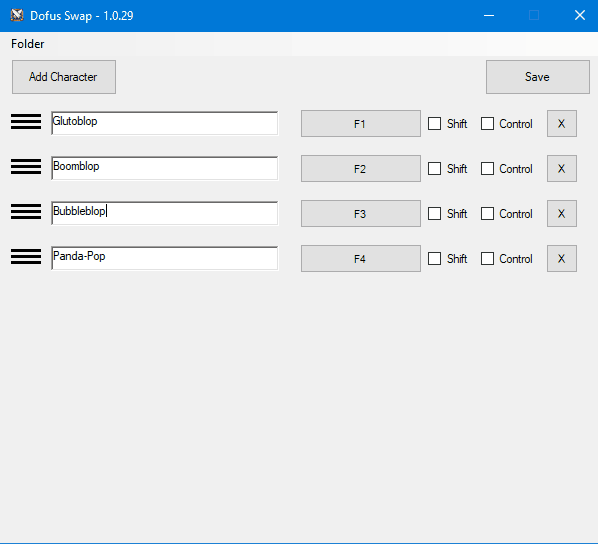 Dofus Swap - 1.0.29
Folder
Add Character Save
Glutoblop F1 Shift Control X
Boomblop F2 Shift Control X
Bubbleblop F3 Shift Control X
Panda-Pop F4 Shift Control X